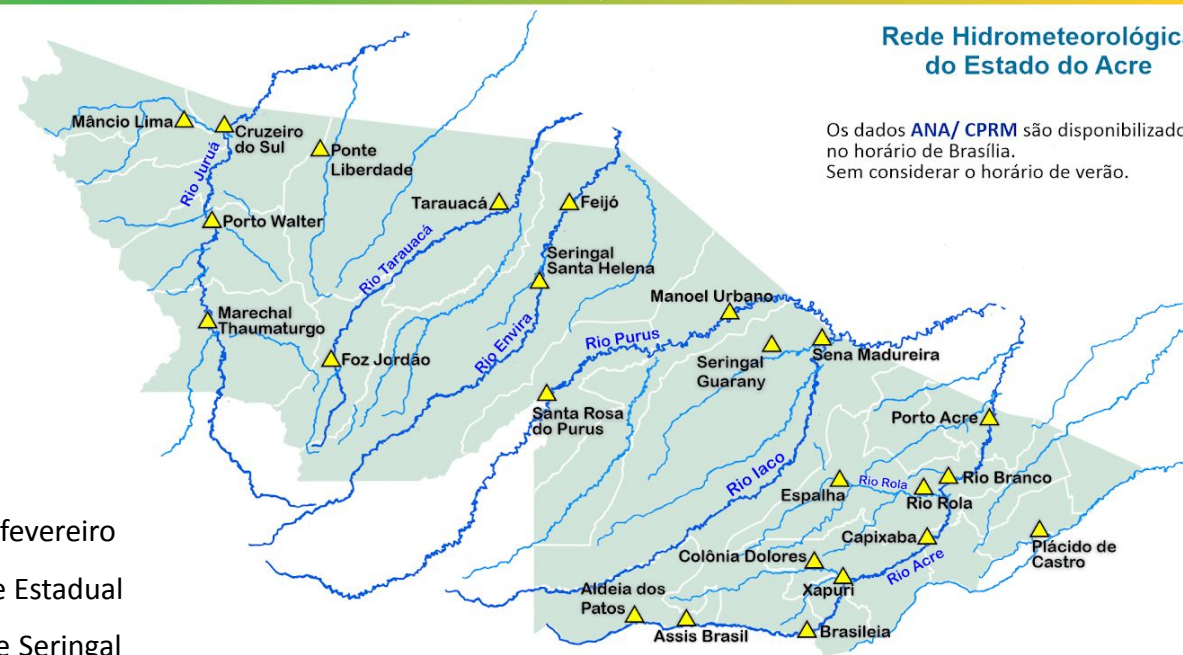 Rede Hidrometeorológica
do Estado do Acre
Os dados ANA/ CPRM são disponibilizado
no horário de Brasília.
Sem considerar o horário de verão.
Mâncio Lima
Cruzeiro
do Sul
Ponte
Liberdade
Rio Juruá
Porto Walter
Tarauacá
Feijó
Rio Tarauacá
Seringal
Santa Helena
Marechal
Thaumaturgo
Foz Jordão
Rio Envira
Manoel Urbano
Rio Purus
Seringal
Guarany
Sena Madureira
Santa Rosa
do Purus
Porto Acre
Rio Iaco
Espalha
Rio Rola
Rio Rola
Rio Branco
Capixaba
Plácido de
Castro
Colônia Dolores
Xapuri
Rio Acre
Aldeia dos
Patos
Assis Brasil
Brasileia
fevereiro
e Estadual
e Seringal